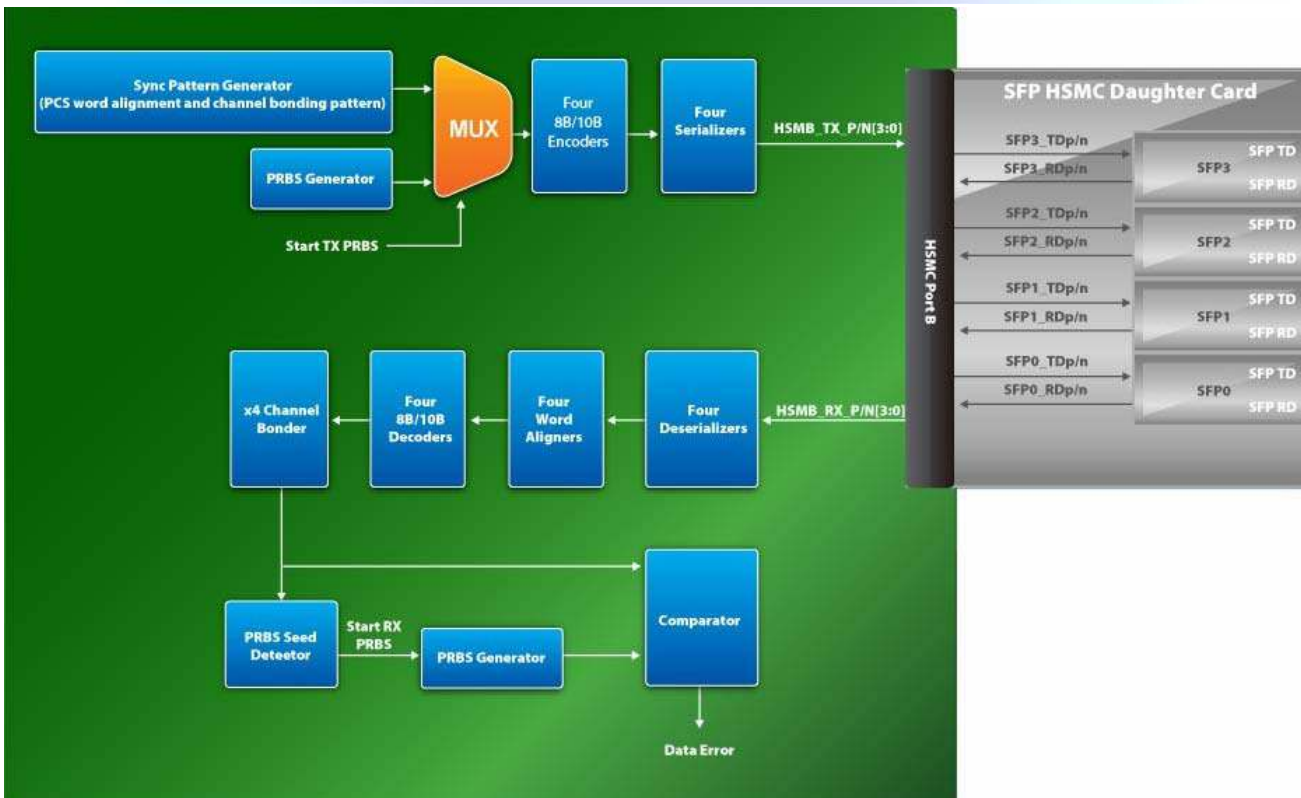 Sync Pattern Generator
(PCS word alignment and channel bonding pattern)
PRBS Generator
Start TX PRBS
MUX
Four
8B/10B
Encoders
Four
Serializers
HSMB_TX_P/N[3:0]
SFP HSMC Daughter Card
HSMC Port B
SFP3_TDp/n
SFP3_RDp/n
SFP3
SFP TD
SFP RD
SFP2_TDp/n
SFP2_RDp/n
SFP2
SFP TD
SFP RD
SFP1_TDp/n
SFP1_RDp/n
SFP1
SFP TD
SFP RD
SFP0_TDp/n
SFP0_RDp/n
SFP0
SFP TD
SFP RD
x4 Channel
Bonder
Four
8B/10B
Decoders
Four
Word
Aligners
Four
Deserializers
HSMB_RX_P/N[3:0]
PRBS Seed
Deteetor
Start RX
PRBS
PRBS Generator
Comparator
Data Error